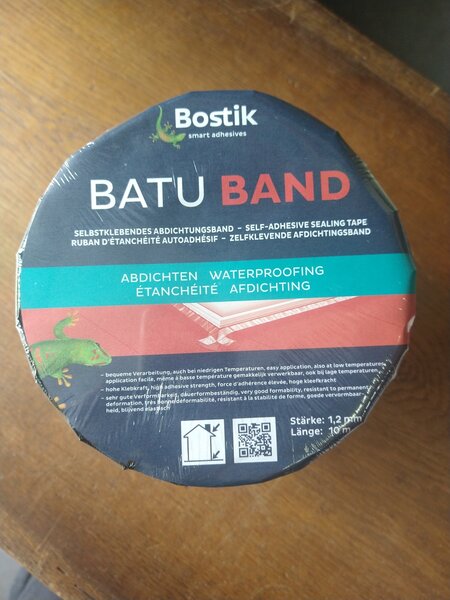 Bostik
smart adhesives
BATU BAND
SELBSTKLEBENDES ABDICHTUNGSBAND – SELF-ADHESIVE SEALING TAPE
RUBAN D'ÉTANCHÉITÉ AUTOADHÉSIF – ZELFKLEVENDE AFDICHTINGSBAND
ABDICHTEN WATERPROOFING
ÉTANCHÉITÉ AFDICHTING
- bequeme Verarbeitung, auch bei niedrigen Temperaturen, easy application, also at low temperatures,
application facile, même à basse température gemakkelijk verwerkbaar, ook bij lage temperaturen
- hohe Klebkraft, high adhesive strength, force d'adhérence élevée, hoge kleefkracht
- sehr gute Verformbarkeit, dauerformbeständig, very good formability, resistant to permanent
deformation, très bonne déformabilité, résistant à la stabilité de forme, goede vervormbaar-
heid, blijvend elastisch
Stärke: 1,2 mm
Länge: 10 m